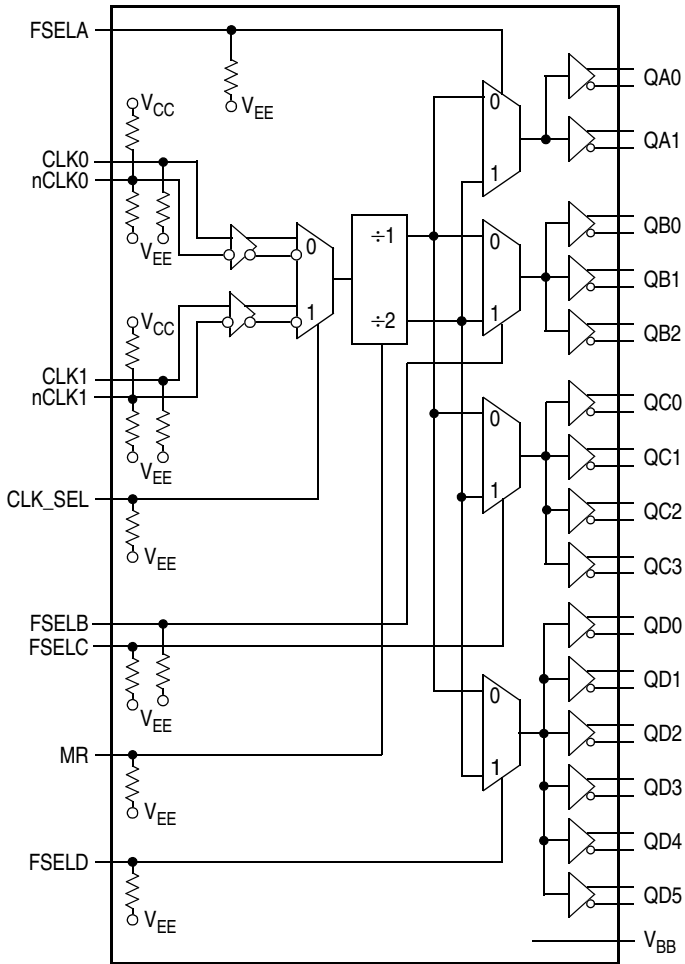 FSELA
VEE
VCC
CLK0
nCLK0
VEE
VCC
CLK1
nCLK1
VEE
CLK_SEL
VEE
FSELB
FSELC
VEE
MR
VEE
FSELD
VEE
0
1
÷1
÷2
0
1
0
1
0
1
0
1
QA0
QA1
QB0
QB1
QB2
QC0
QC1
QC2
QC3
QD0
QD1
QD2
QD3
QD4
QD5
VBB